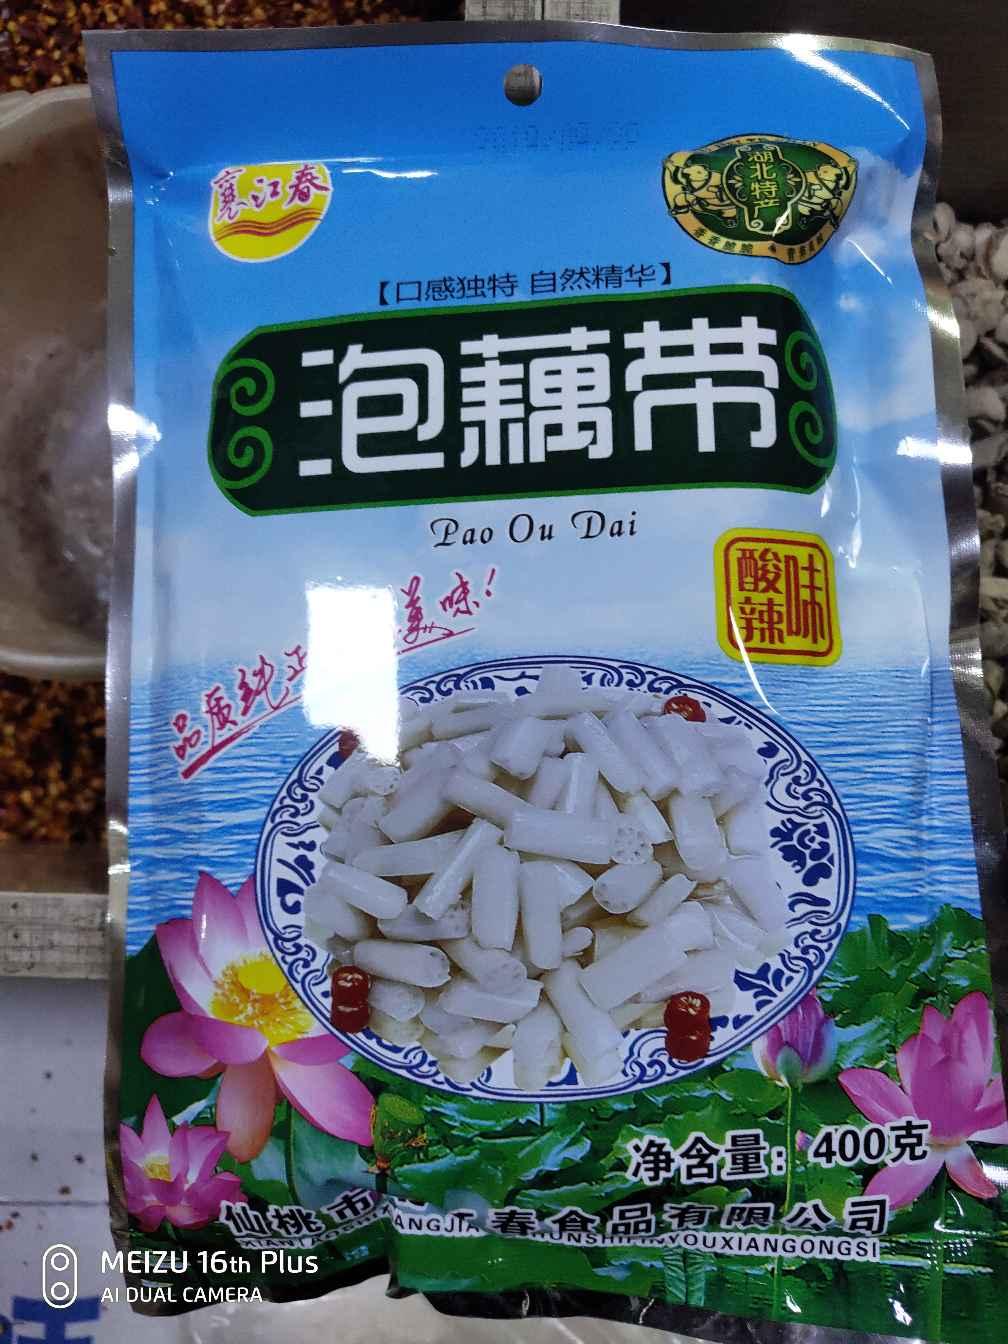 襄江春
湖北特产
【口感独特 自然精华】
泡藕带
Pao Ou Dai
酸辣味
品质纯正 美味！
净含量：400克
仙桃市 春食品有限公司
MEIZU 16th Plus
AI DUAL CAMERA